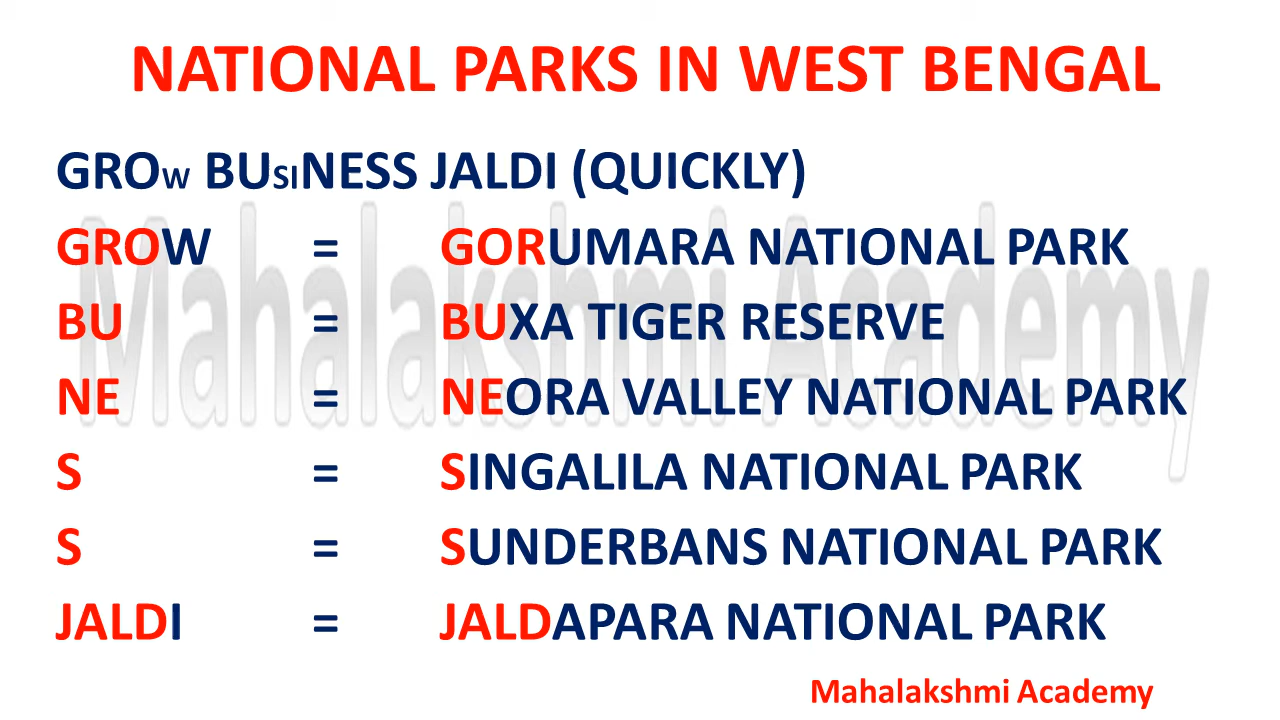 NATIONAL PARKS IN WEST BENGAL
GROW BUSINESS JALDI (QUICKLY)
GROW = GORUMARA NATIONAL PARK
BU = BUXA TIGER RESERVE
NE = NEORA VALLEY NATIONAL PARK
S = SINGALILA NATIONAL PARK
S = SUNDERBANS NATIONAL PARK
JALDI = JALDAPARA NATIONAL PARK
Mahalakshmi Academy
Mahalakshmi Academy